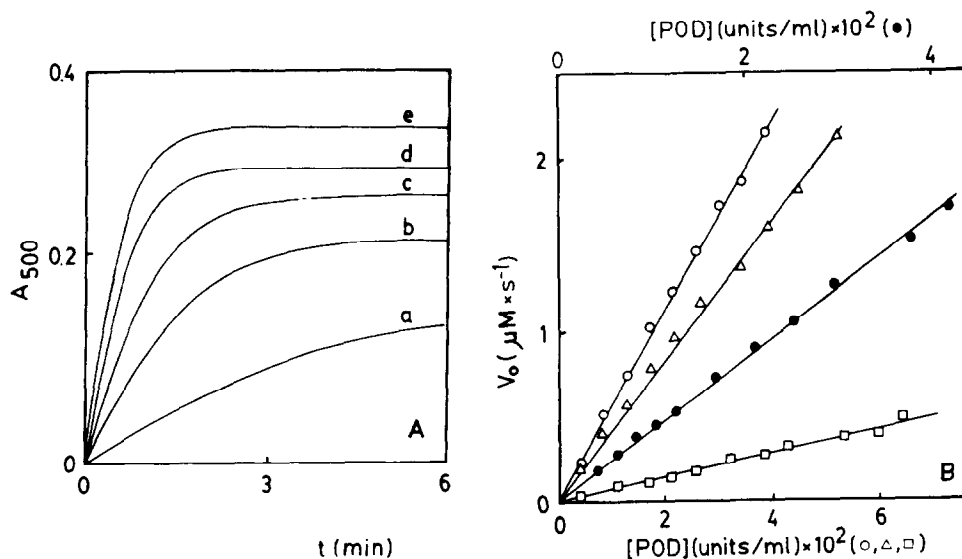 0.4
0.2
0
A500
e
d
c
b
a
A
0
3
6
t (min)
[POD](units/ml)×10² (●)
0
2
4
2
1
0
V₀ (μM×s⁻¹)
B
0
2
4
6
[POD](units/ml)×10² (○,△,□)